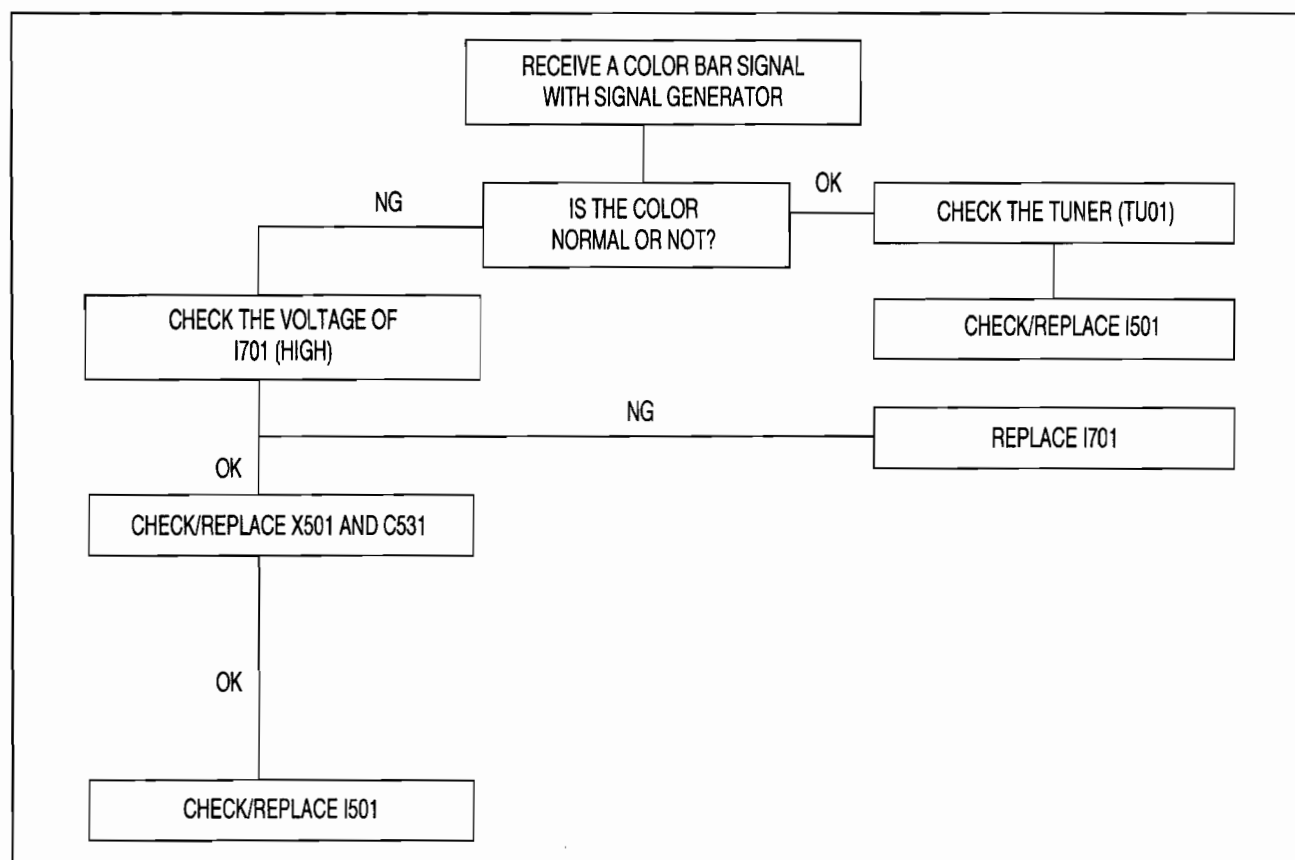 RECEIVE A COLOR BAR SIGNAL
WITH SIGNAL GENERATOR
NG
IS THE COLOR
NORMAL OR NOT?
OK
CHECK THE TUNER (TU01)
CHECK THE VOLTAGE OF
I701 (HIGH)
CHECK/REPLACE I501
NG
REPLACE I701
OK
CHECK/REPLACE X501 AND C531
OK
CHECK/REPLACE I501